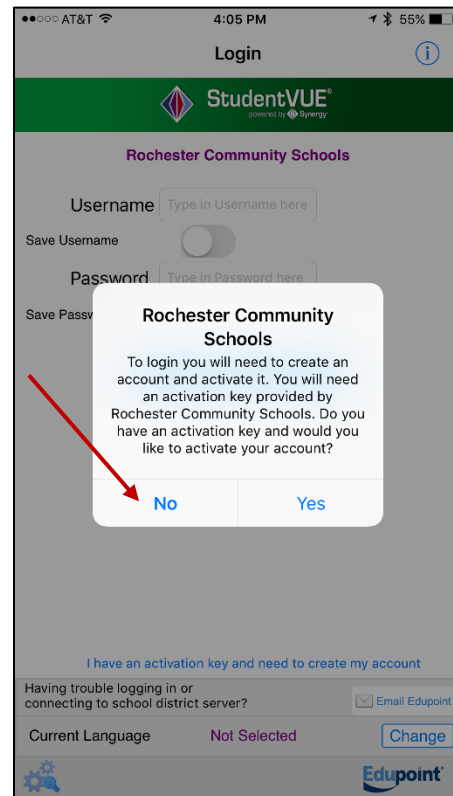 AT&T 4:05 PM 55%
Login
StudentVUE®
powered by Synergy
Rochester Community Schools
Username Type in Username here
Save Username
Password Type in Password here
Save Passw
Rochester Community
Schools
To login you will need to create an
account and activate it. You will need
an activation key provided by
Rochester Community Schools. Do you
have an activation key and would you
like to activate your account?
No Yes
I have an activation key and need to create my account
Having trouble logging in or
connecting to school district server?
Email Edupoint
Current Language Not Selected Change
Edupoint